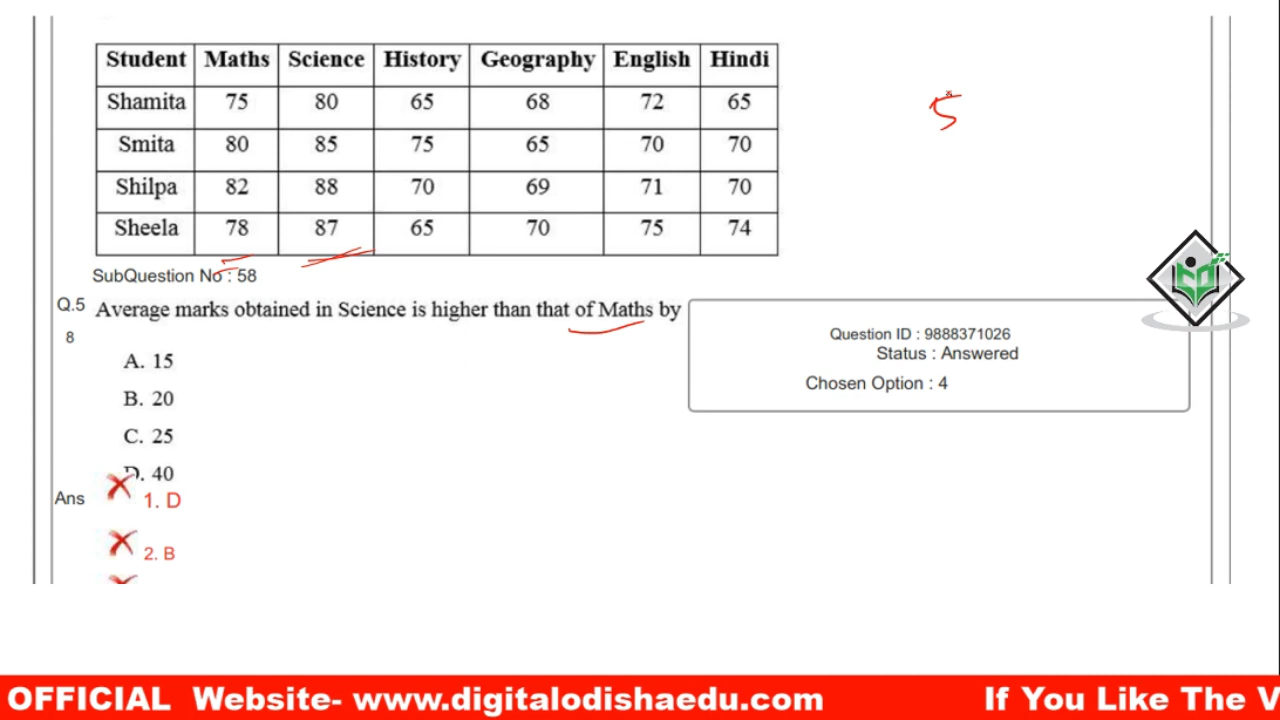 Student Maths Science History Geography English Hindi
Shamita 75 80 65 68 72 65
Smita 80 85 75 65 70 70
Shilpa 82 88 70 69 71 70
Sheela 78 87 65 70 75 74
5
SubQuestion No : 58
Q.5
8
Average marks obtained in Science is higher than that of Maths by
A. 15
B. 20
C. 25
D. 40
Question ID : 9888371026
Status : Answered
Chosen Option : 4
Ans
1. D
2. B
OFFICIAL Website- www.digitalodishaedu.com If You Like The V